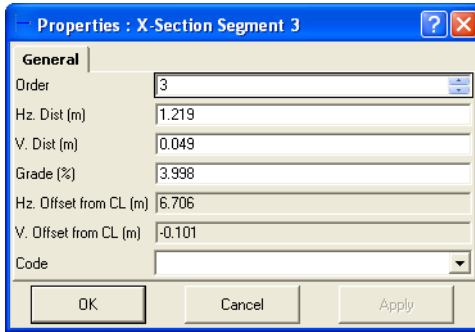 Properties : X-Section Segment 3
General
Order 3
Hz. Dist (m) 1.219
V. Dist (m) 0.049
Grade (%) 3.998
Hz. Offset from CL (m) 6.706
V. Offset from CL (m) -0.101
Code
OK Cancel Apply